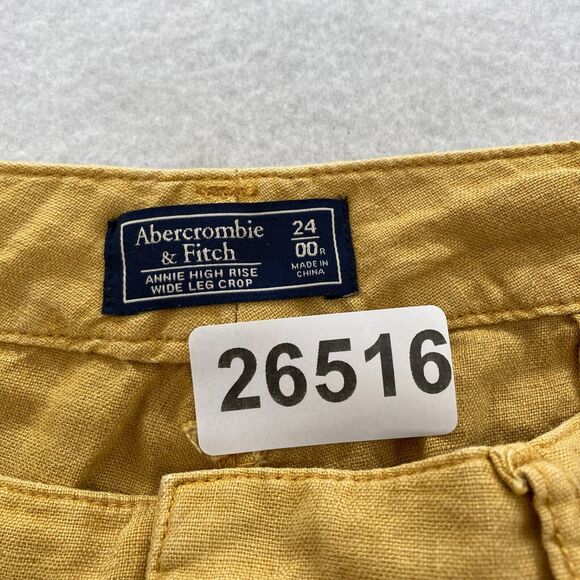 Abercrombie
& Fitch
ANNIE HIGH RISE
WIDE LEG CROP
24
00R
MADE IN
CHINA
26516